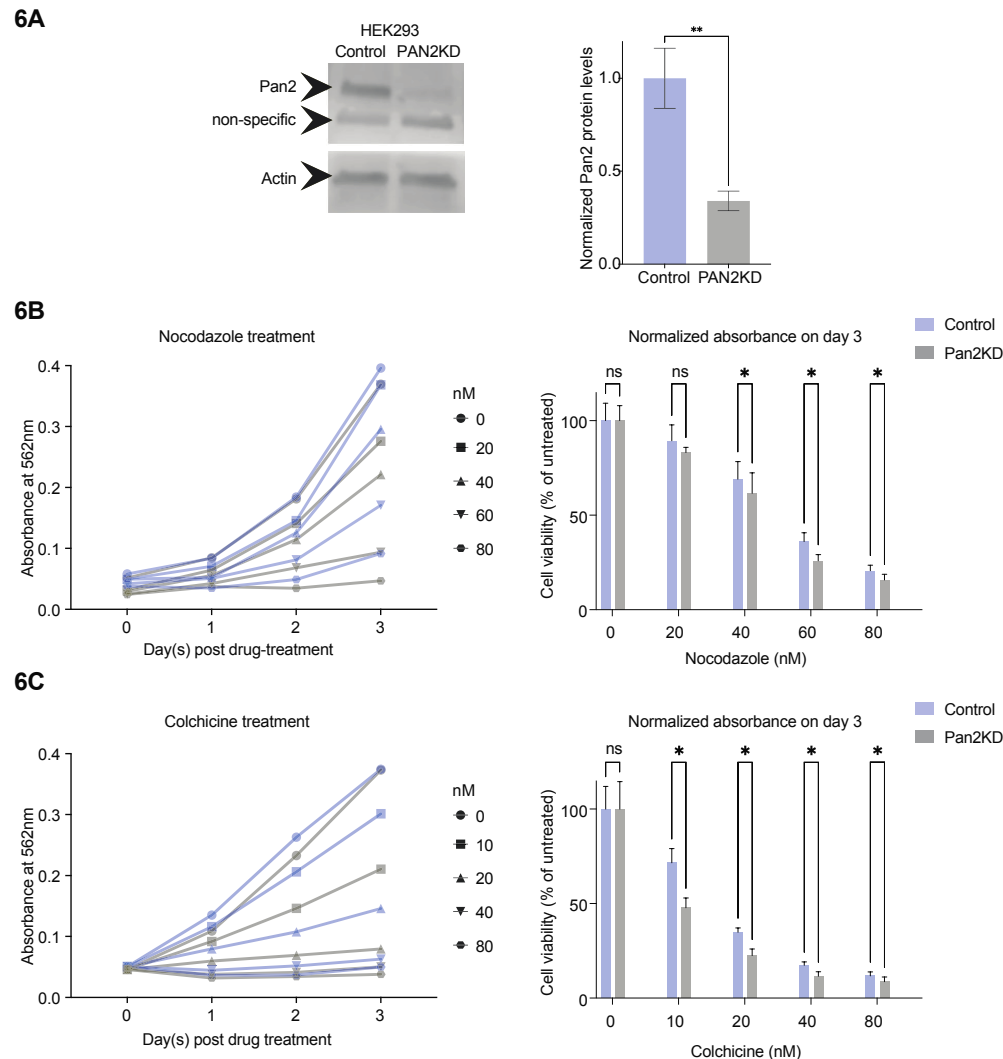 6A
HEK293
Control PAN2KD
Pan2
non-specific
Actin
Normalized Pan2 protein levels
1.0
0.5
0.0
**
Control PAN2KD
6B
Nocodazole treatment
Absorbance at 562nm
0.4
0.3
0.2
0.1
0.0
0 1 2 3
Day(s) post drug-treatment
nM
0
20
40
60
80
Normalized absorbance on day 3
Control
Pan2KD
Cell viability (% of untreated)
100
50
0
ns ns * * *
0 20 40 60 80
Nocodazole (nM)
6C
Colchicine treatment
Absorbance at 562nm
0.4
0.3
0.2
0.1
0.0
0 1 2 3
Day(s) post drug treatment
nM
0
10
20
40
80
Normalized absorbance on day 3
Control
Pan2KD
Cell viability (% of untreated)
100
50
0
ns * * * *
0 10 20 40 80
Colchicine (nM)